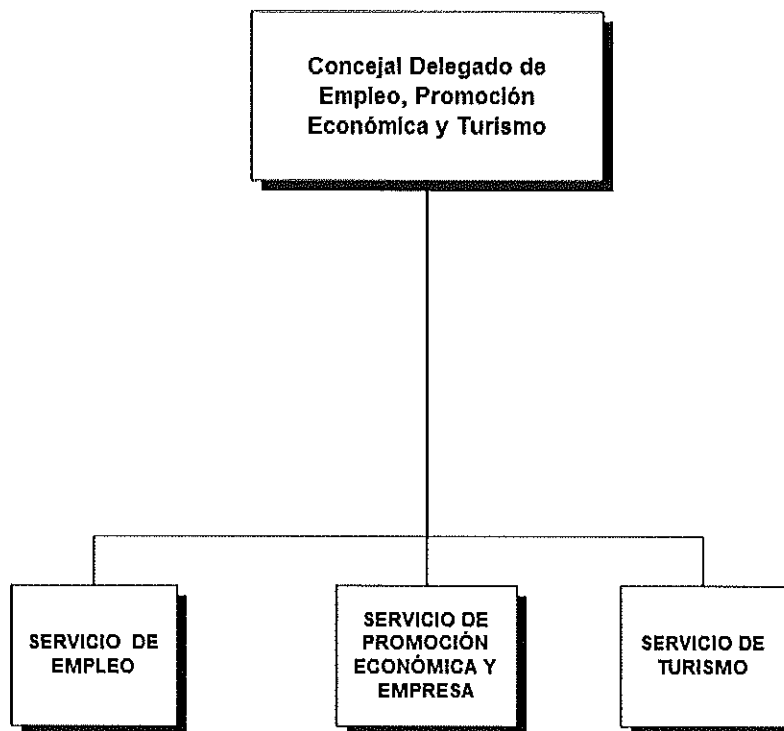 Concejal Delegado de
Empleo, Promoción
Económica y Turismo
SERVICIO DE
EMPLEO
SERVICIO DE
PROMOCIÓN
ECONÓMICA Y
EMPRESA
SERVICIO DE
TURISMO